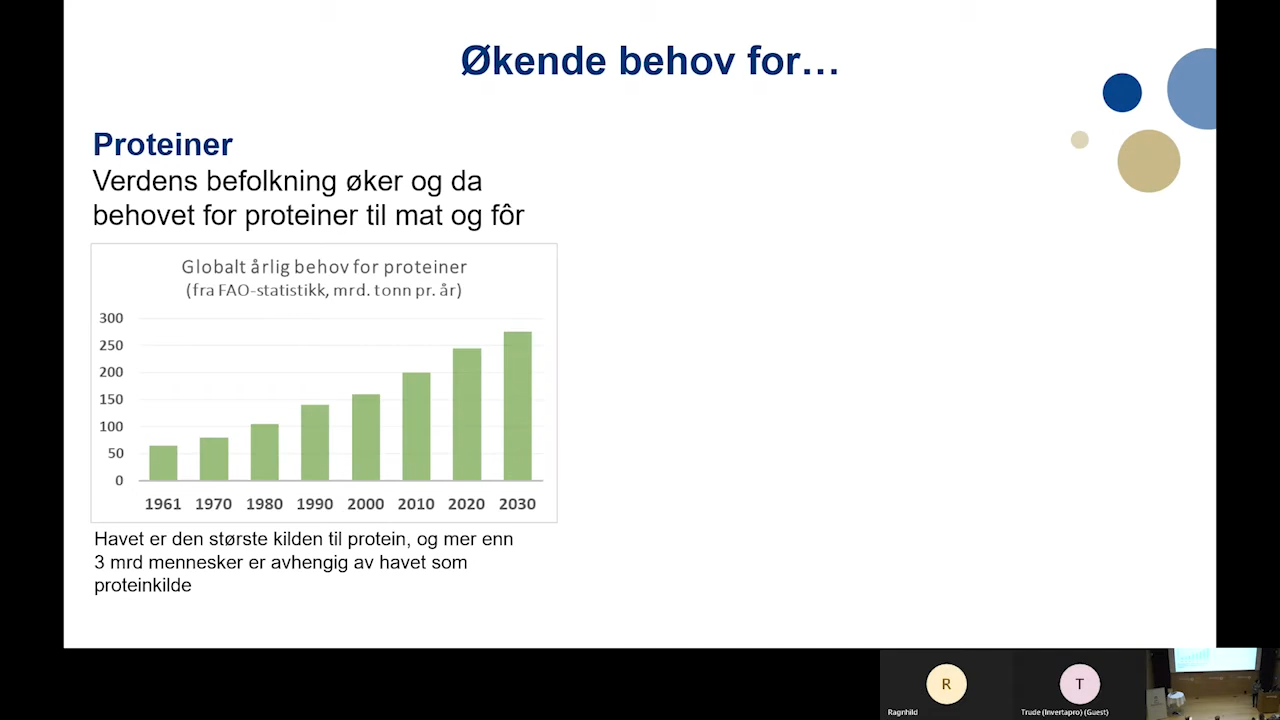 Økende behov for…
Proteiner
Verdens befolkning øker og da
behovet for proteiner til mat og fôr
Globalt årlig behov for proteiner
(fra FAO-statistikk, mrd. tonn pr. år)
300
250
200
150
100
50
0
1961 1970 1980 1990 2000 2010 2020 2030
Havet er den største kilden til protein, og mer enn
3 mrd mennesker er avhengig av havet som
proteinkilde
R
T
Ragnhild
Trude (Invertapro) (Guest)